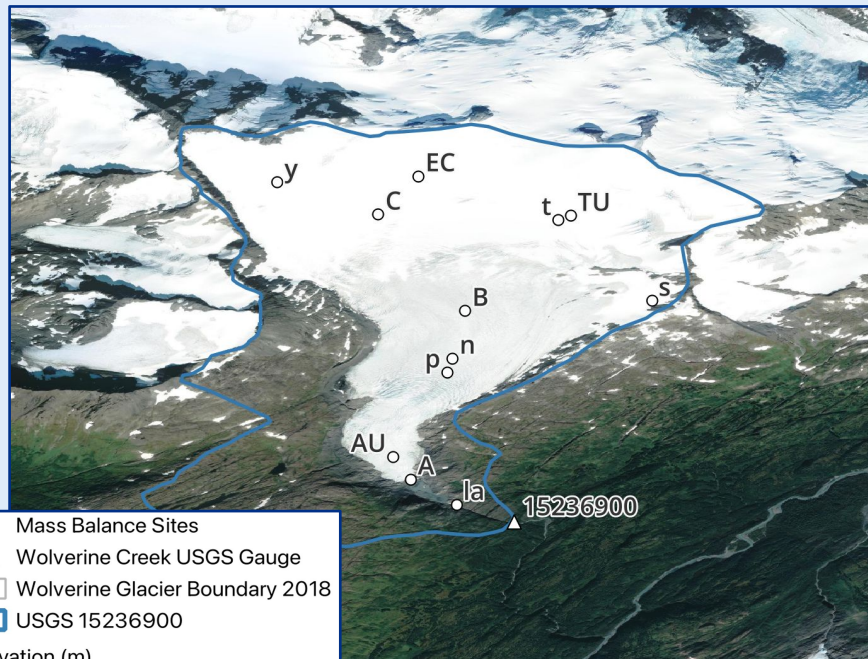 y
EC
C
t
TU
B
s
n
p
AU
A
la
15236900
Mass Balance Sites
Wolverine Creek USGS Gauge
Wolverine Glacier Boundary 2018
USGS 15236900
(m)